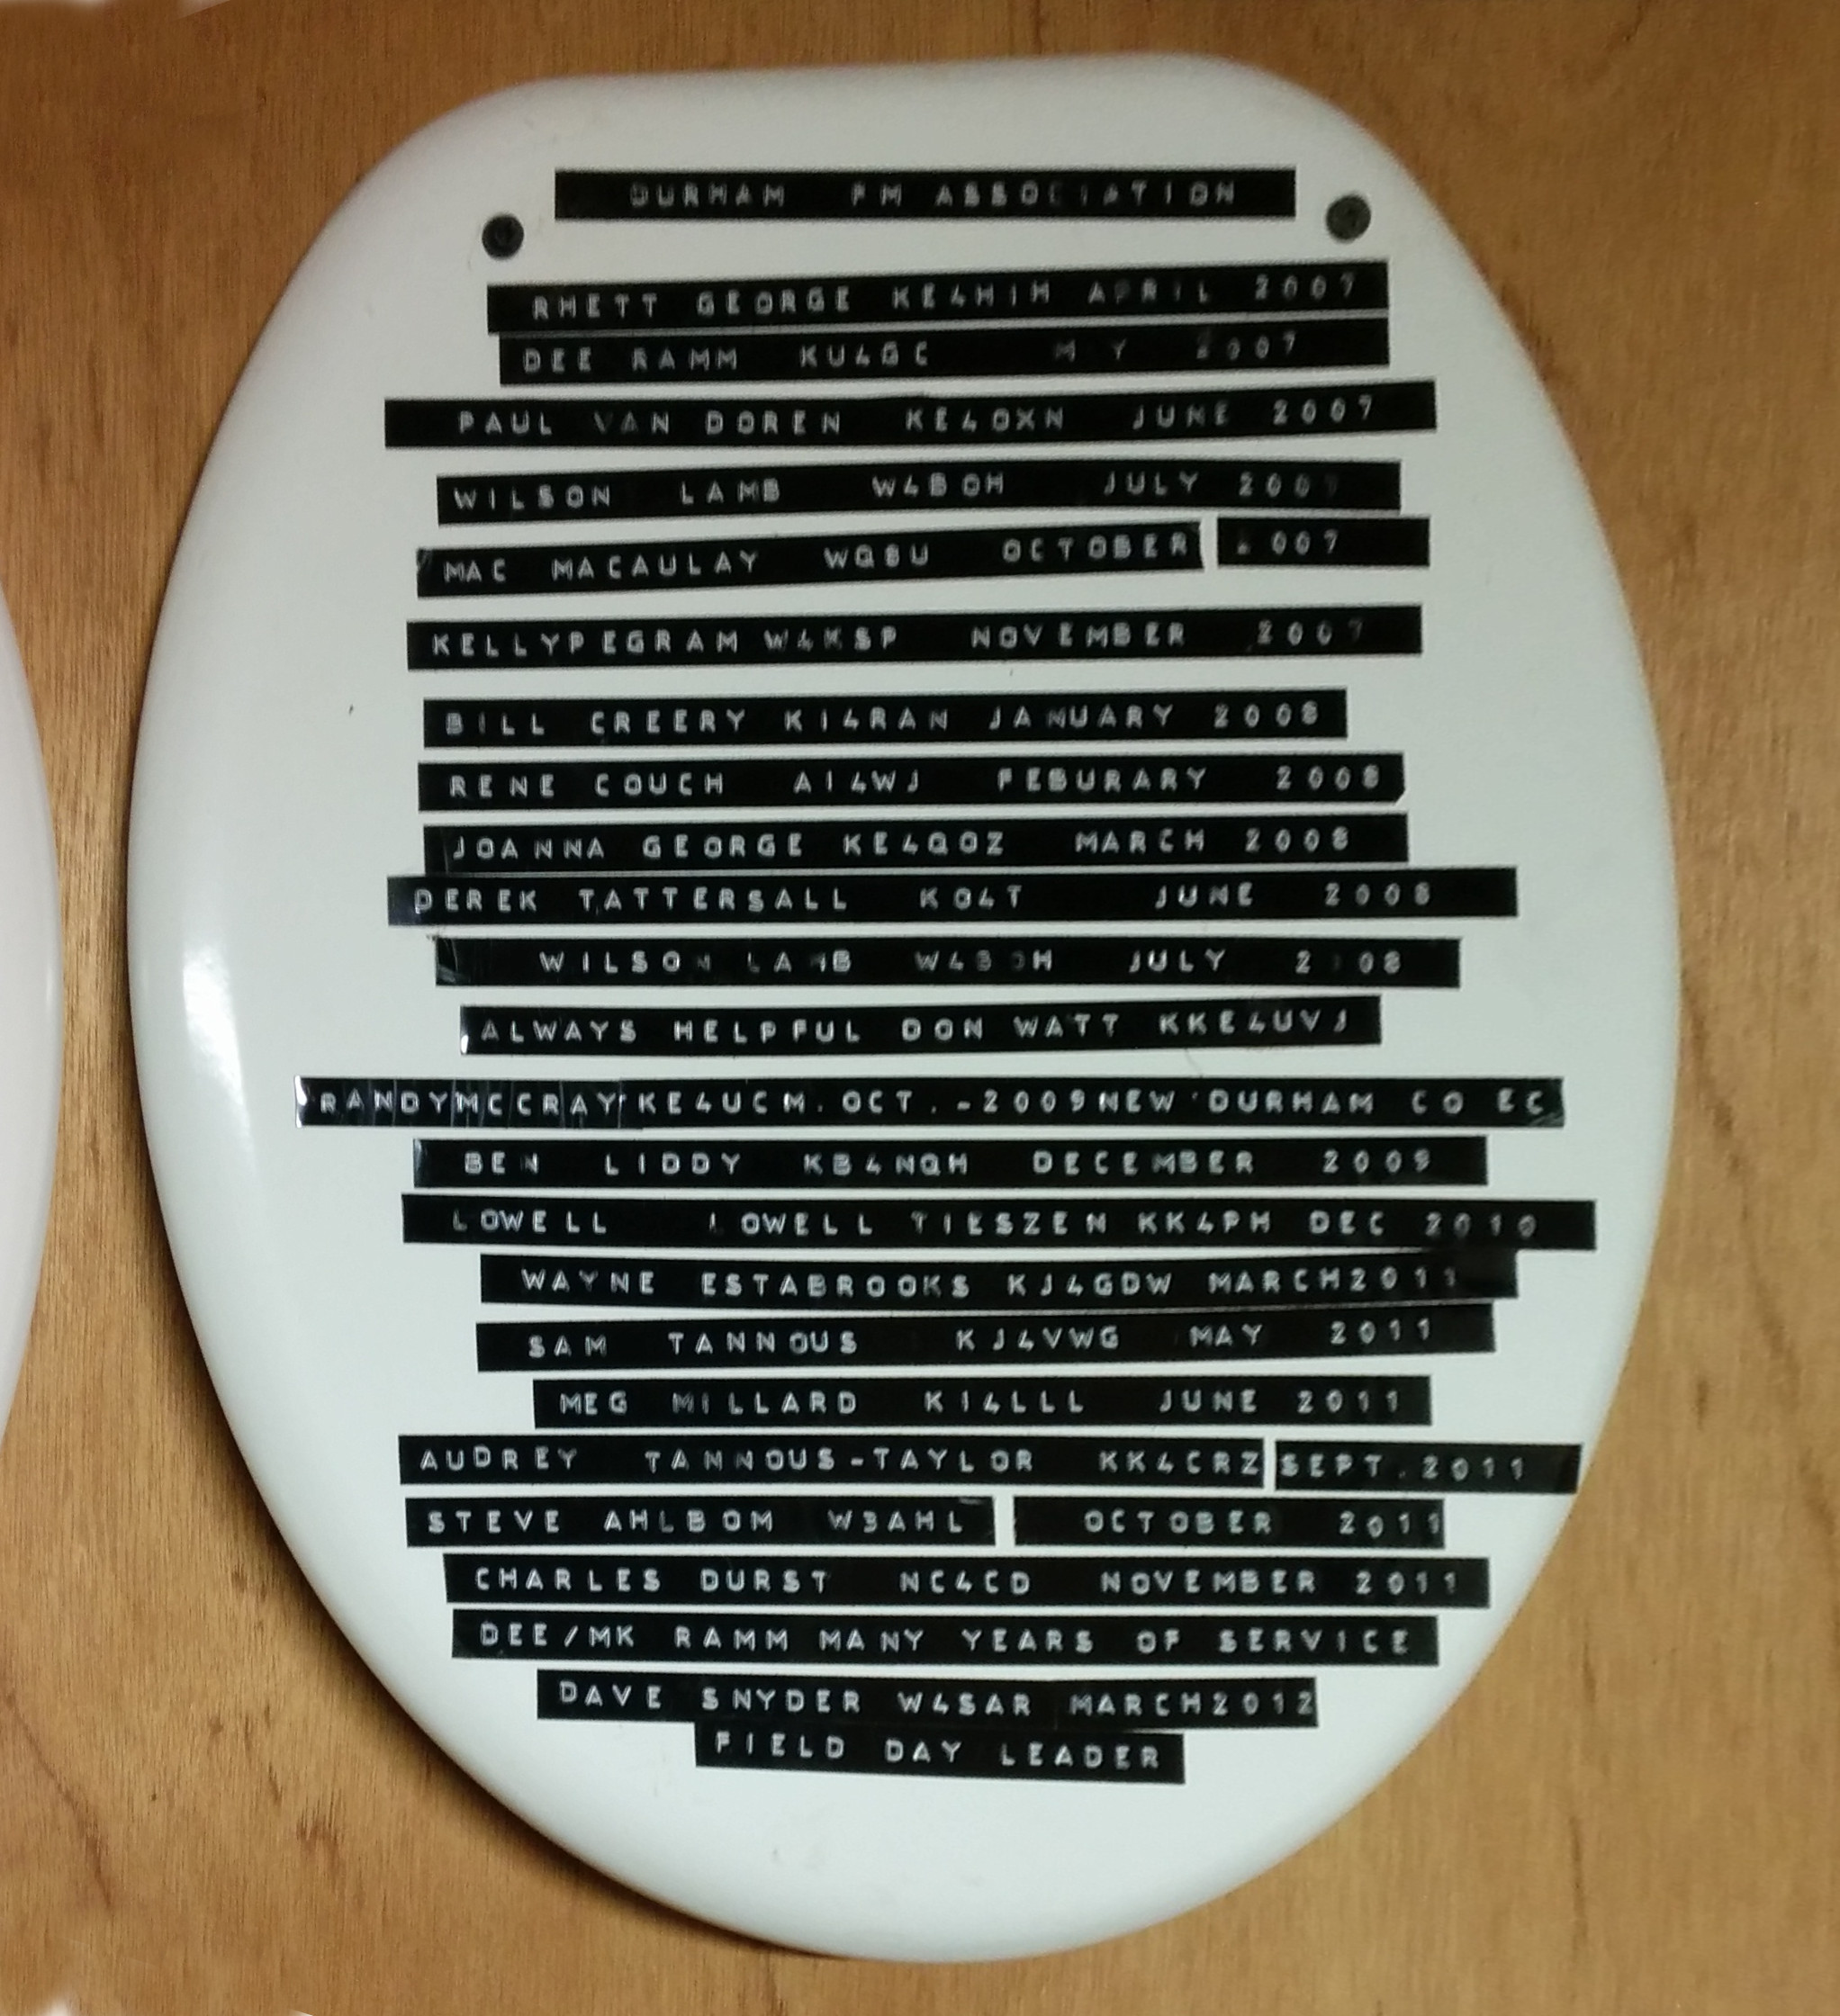 DURHAM FM ASSOCIATION
RHETT GEORGE KE4HIH APRIL 2007
DEE RAMM KU4GC M Y 2007
PAUL VAN DOREN KE4OXN JUNE 2007
WILSON LAMB W4BOH JULY 2007
MAC MACAULAY WQ8U OCTOBER 2007
KELLYPEGRAM W4KSP NOVEMBER 2007
BILL CREERY KI4RAN JANUARY 2008
RENE COUCH AI4WJ FEBURARY 2008
JOANNA GEORGE KE4QOZ MARCH 2008
DEREK TATTERSALL KO4T JUNE 2008
WILSON LAMB W4BOH JULY 2008
ALWAYS HELPFUL DON WATT KKE4UVJ
RANDYMCCRAY KE4UCM. OCT.-2009NEW DURHAM CO EC
BEN LIDDY KB4NQH DECEMBER 2009
LOWELL LOWELL TIESZEN KK4PH DEC 2010
WAYNE ESTABROOKS KJ4GDW MARCH2011
SAM TANNOUS KJ4VWG MAY 2011
MEG MILLARD KI4LLL JUNE 2011
AUDREY TANNOUS-TAYLOR KK4CRZ SEPT.2011
STEVE AHLBOM W3AHL OCTOBER 2011
CHARLES DURST NC4CD NOVEMBER 2011
DEE/MK RAMM MANY YEARS OF SERVICE
DAVE SNYDER W4SAR MARCH2012
FIELD DAY LEADER